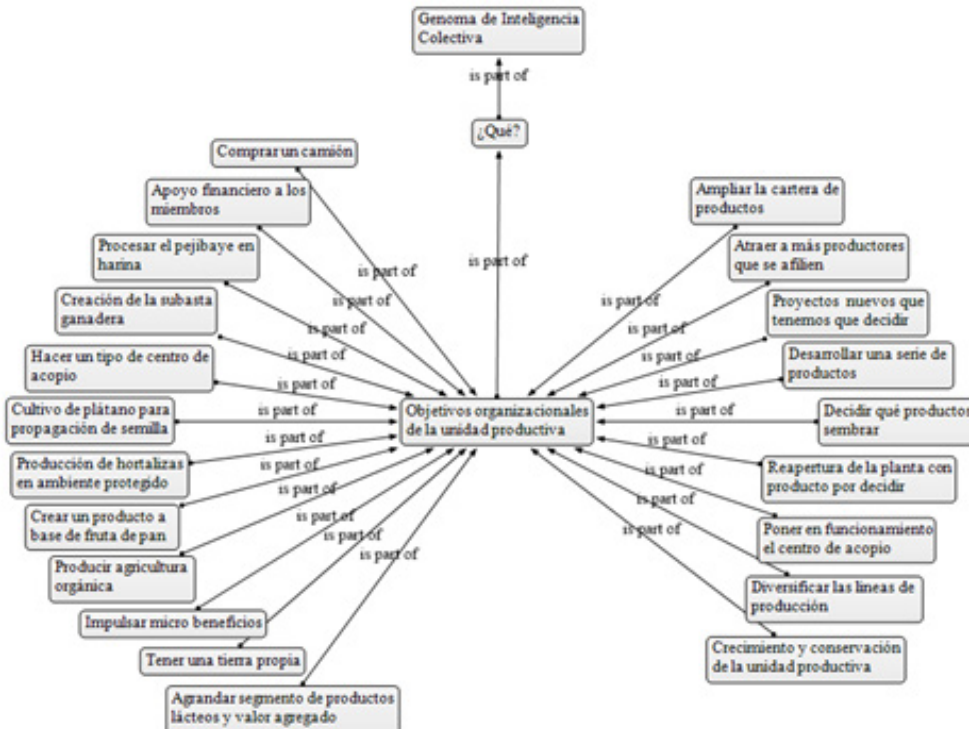 Genoma de Inteligencia
Colectiva
is part of
¿Qué?
is part of
Comprar un camión
is part of
Apoyo financiero a los
miembros
is part of
Procesar el pejibaye en
harina
is part of
Creación de la subasta
ganadera
is part of
Hacer un tipo de centro de
acopio
is part of
Cultivo de plátano para
propagación de semilla
is part of
Producción de hortalizas
en ambiente protegido
is part of
Crear un producto a
base de fruta de pan
is part of
Producir agricultura
orgánica
is part of
Impulsar micro beneficios
is part of
Tener una tierra propia
is part of
Agrandar segmento de productos
lácteos y valor agregado
is part of
Objetivos organizacionales
de la unidad productiva
Ampliar la cartera de
productos
is part of
Atraer a más productores
que se afilien
is part of
Proyectos nuevos que
tenemos que decidir
is part of
Desarrollar una serie de
productos
is part of
Decidir qué productos
sembrar
is part of
Reapertura de la planta con
producto por decidir
is part of
Poner en funcionamiento
el centro de acopio
is part of
Diversificar las lineas de
producción
is part of
Crecimiento y conservación
de la unidad productiva
is part of